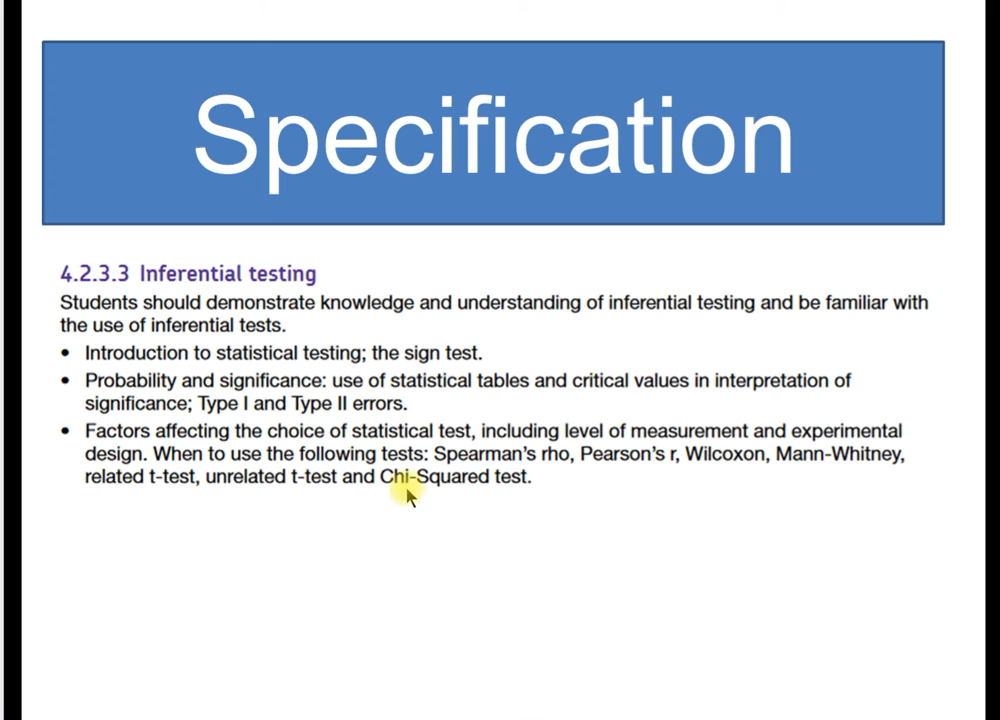 Specification
4.2.3.3 Inferential testing
Students should demonstrate knowledge and understanding of inferential testing and be familiar with
the use of inferential tests.
• Introduction to statistical testing; the sign test.
• Probability and significance: use of statistical tables and critical values in interpretation of
significance; Type I and Type II errors.
• Factors affecting the choice of statistical test, including level of measurement and experimental
design. When to use the following tests: Spearman's rho, Pearson's r, Wilcoxon, Mann-Whitney,
related t-test, unrelated t-test and Chi-Squared test.